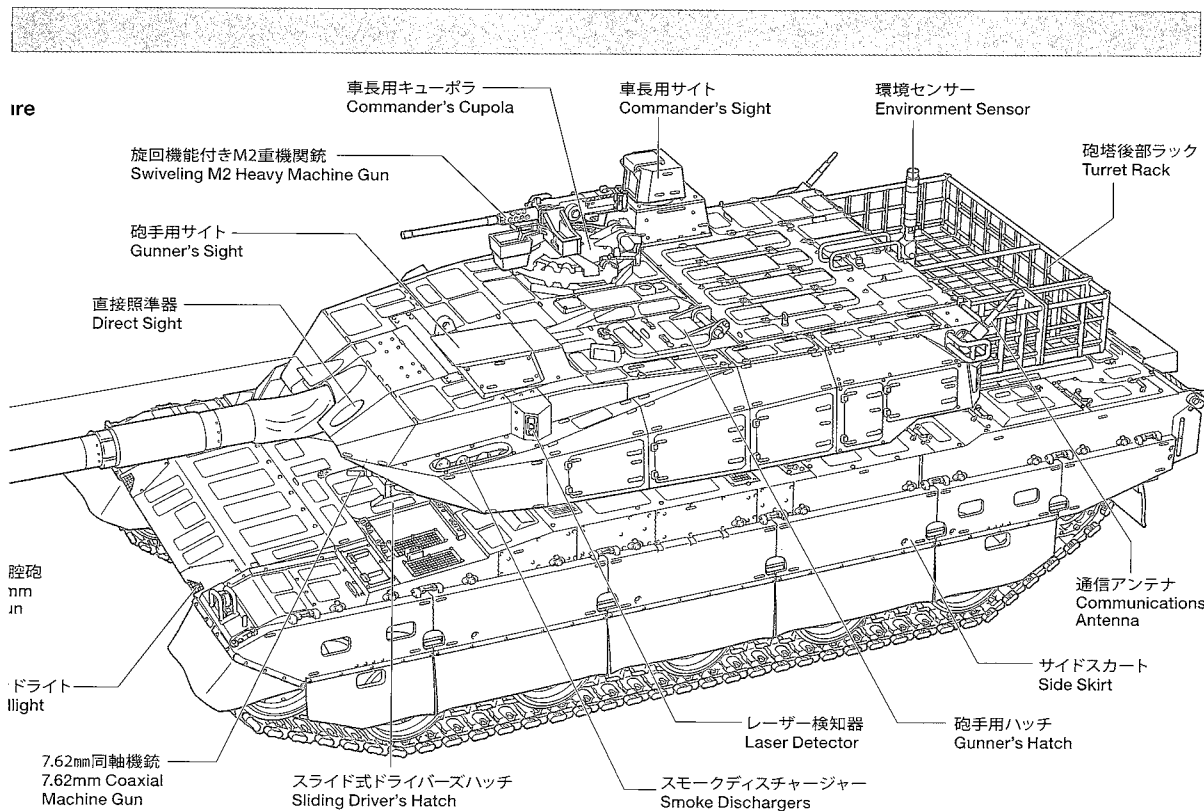 車長用キューポラ
Commander's Cupola
車長用サイト
Commander's Sight
環境センサー
Environment Sensor
旋回機能付きM2重機関銃
Swiveling M2 Heavy Machine Gun
砲塔後部ラック
Turret Rack
砲手用サイト
Gunner's Sight
直接照準器
Direct Sight
腔砲
mm
通信アンテナ
Communications
Antenna
サイドスカート
Side Skirt
ドライト
レーザー検知器
Laser Detector
砲手用ハッチ
Gunner's Hatch
7.62mm同軸機銃
7.62mm Coaxial
Machine Gun
スライド式ドライバーズハッチ
Sliding Driver's Hatch
スモークディスチャージャー
Smoke Dischargers